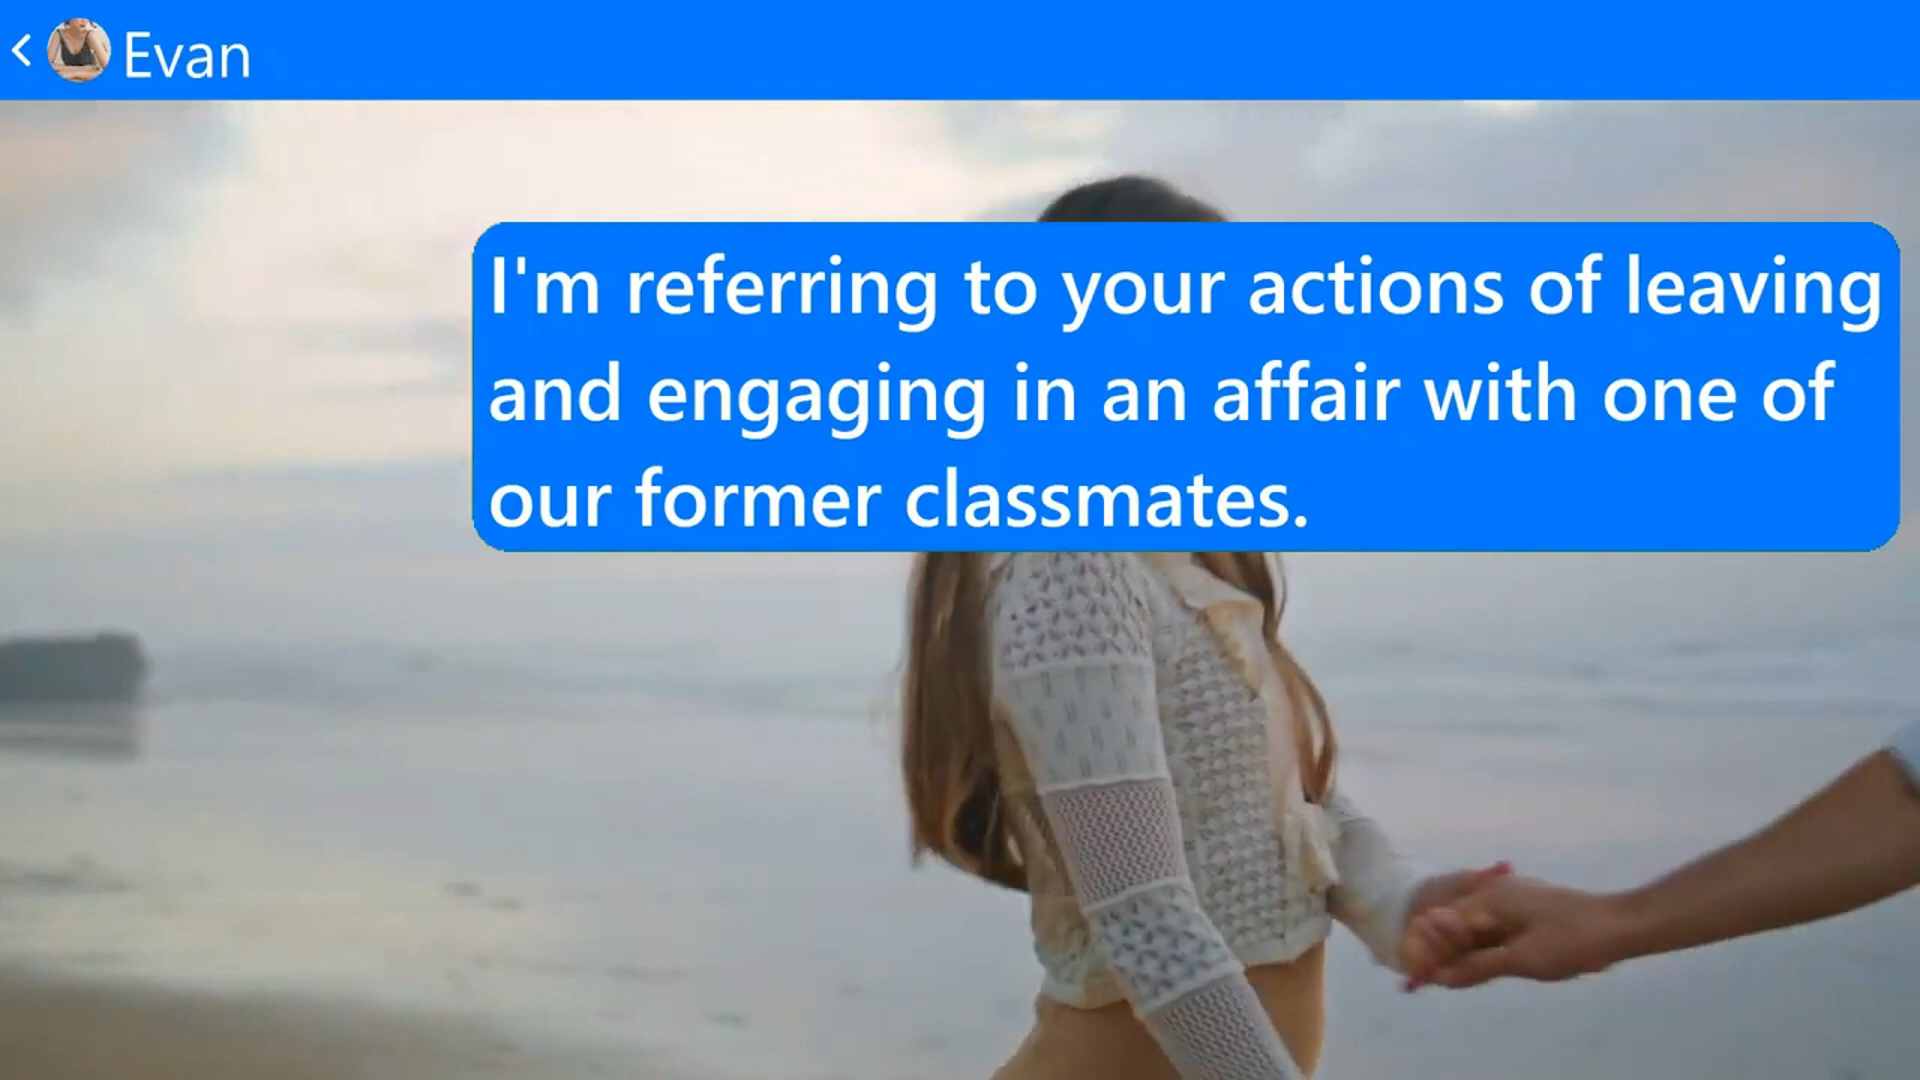 Evan
I'm referring to your actions of leaving
and engaging in an affair with one of
our former classmates.